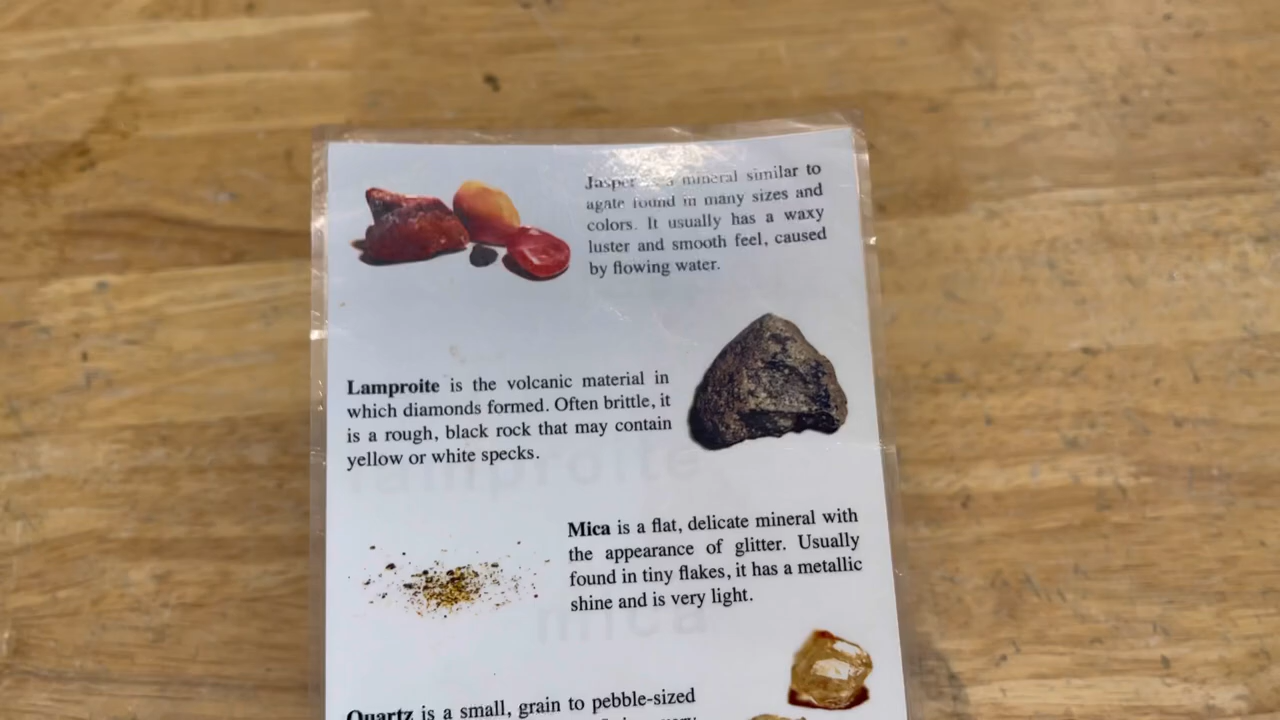 Jasper mineral similar to
agate found in many sizes and
colors. It usually has a waxy
luster and smooth feel, caused
by flowing water.
Lamproite is the volcanic material in
which diamonds formed. Often brittle, it
is a rough, black rock that may contain
yellow or white specks.
lamproite
Mica is a flat, delicate mineral with
the appearance of glitter. Usually
found in tiny flakes, it has a metallic
shine and is very light.
mica
Quartz is a small, grain to pebble-sized